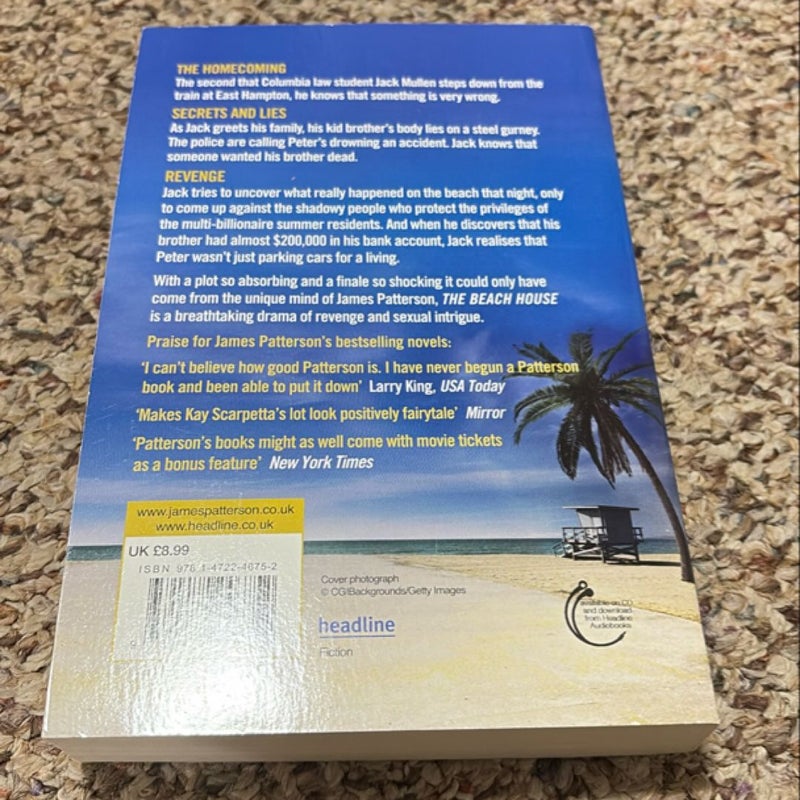 THE HOMECOMING
The second that Columbia law student Jack Mullen steps down from the
train at East Hampton, he knows that something is very wrong.
SECRETS AND LIES
As Jack greets his family, his kid brother's body lies on a steel gurney.
The police are calling Peter's drowning an accident. Jack knows that
someone wanted his brother dead.
REVENGE
Jack tries to uncover what really happened on the beach that night, only
to come up against the shadowy people who protect the privileges of
the multi-billionaire summer residents. And when he discovers that his
brother had almost $200,000 in his bank account, Jack realises that
Peter wasn't just parking cars for a living.
With a plot so absorbing and a finale so shocking it could only have
come from the unique mind of James Patterson, THE BEACH HOUSE
is a breathtaking drama of revenge and sexual intrigue.
Praise for James Patterson's bestselling novels:
'I can't believe how good Patterson is. I have never begun a Patterson
book and been able to put it down' Larry King, USA Today
'Makes Kay Scarpetta's lot look positively fairytale' Mirror
'Patterson's books might as well come with movie tickets
as a bonus feature' New York Times
www.jamespatterson.co.uk
www.headline.co.uk
UK £8.99
ISBN 978 1-4722-4675-2
Cover photograph
© CGIBackgrounds/Getty Images
headline
Fiction
available on CD
and download
from Headline
Audiobooks